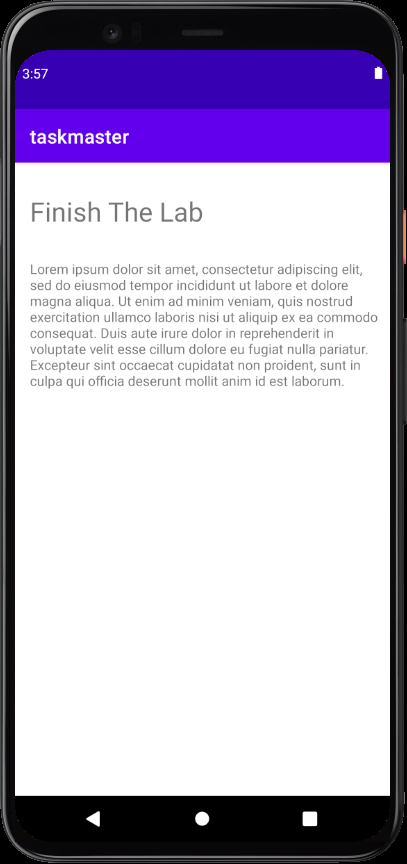 3:57
taskmaster
Finish The Lab
Lorem ipsum dolor sit amet, consectetur adipiscing elit,
sed do eiusmod tempor incididunt ut labore et dolore
magna aliqua. Ut enim ad minim veniam, quis nostrud
exercitation ullamco laboris nisi ut aliquip ex ea commodo
consequat. Duis aute irure dolor in reprehenderit in
voluptate velit esse cillum dolore eu fugiat nulla pariatur.
Excepteur sint occaecat cupidatat non proident, sunt in
culpa qui officia deserunt mollit anim id est laborum.